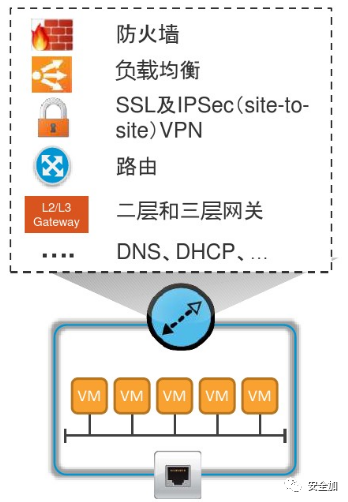 防火墙
负载均衡
SSL及IPSec(site-to-
site)VPN
路由
L2/L3
Gateway
二层和三层网关
....
DNS、DHCP、...
VM VM VM VM VM
安全加